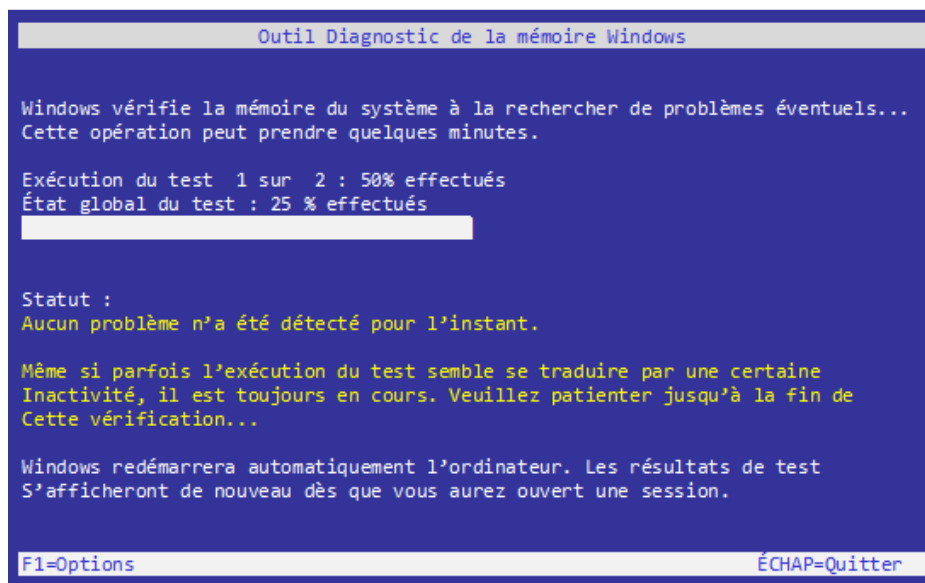 Outil Diagnostic de la mémoire Windows
Windows vérifie la mémoire du système à la rechercher de problèmes éventuels...
Cette opération peut prendre quelques minutes.
Exécution du test  1 sur  2 : 50% effectués
État global du test : 25 % effectués
Statut :
Aucun problème n’a été détecté pour l’instant.
Même si parfois l’exécution du test semble se traduire par une certaine
Inactivité, il est toujours en cours. Veuillez patienter jusqu’à la fin de
Cette vérification...
Windows redémarrera automatiquement l’ordinateur. Les résultats de test
S’afficheront de nouveau dès que vous aurez ouvert une session.
F1=Options ÉCHAP=Quitter